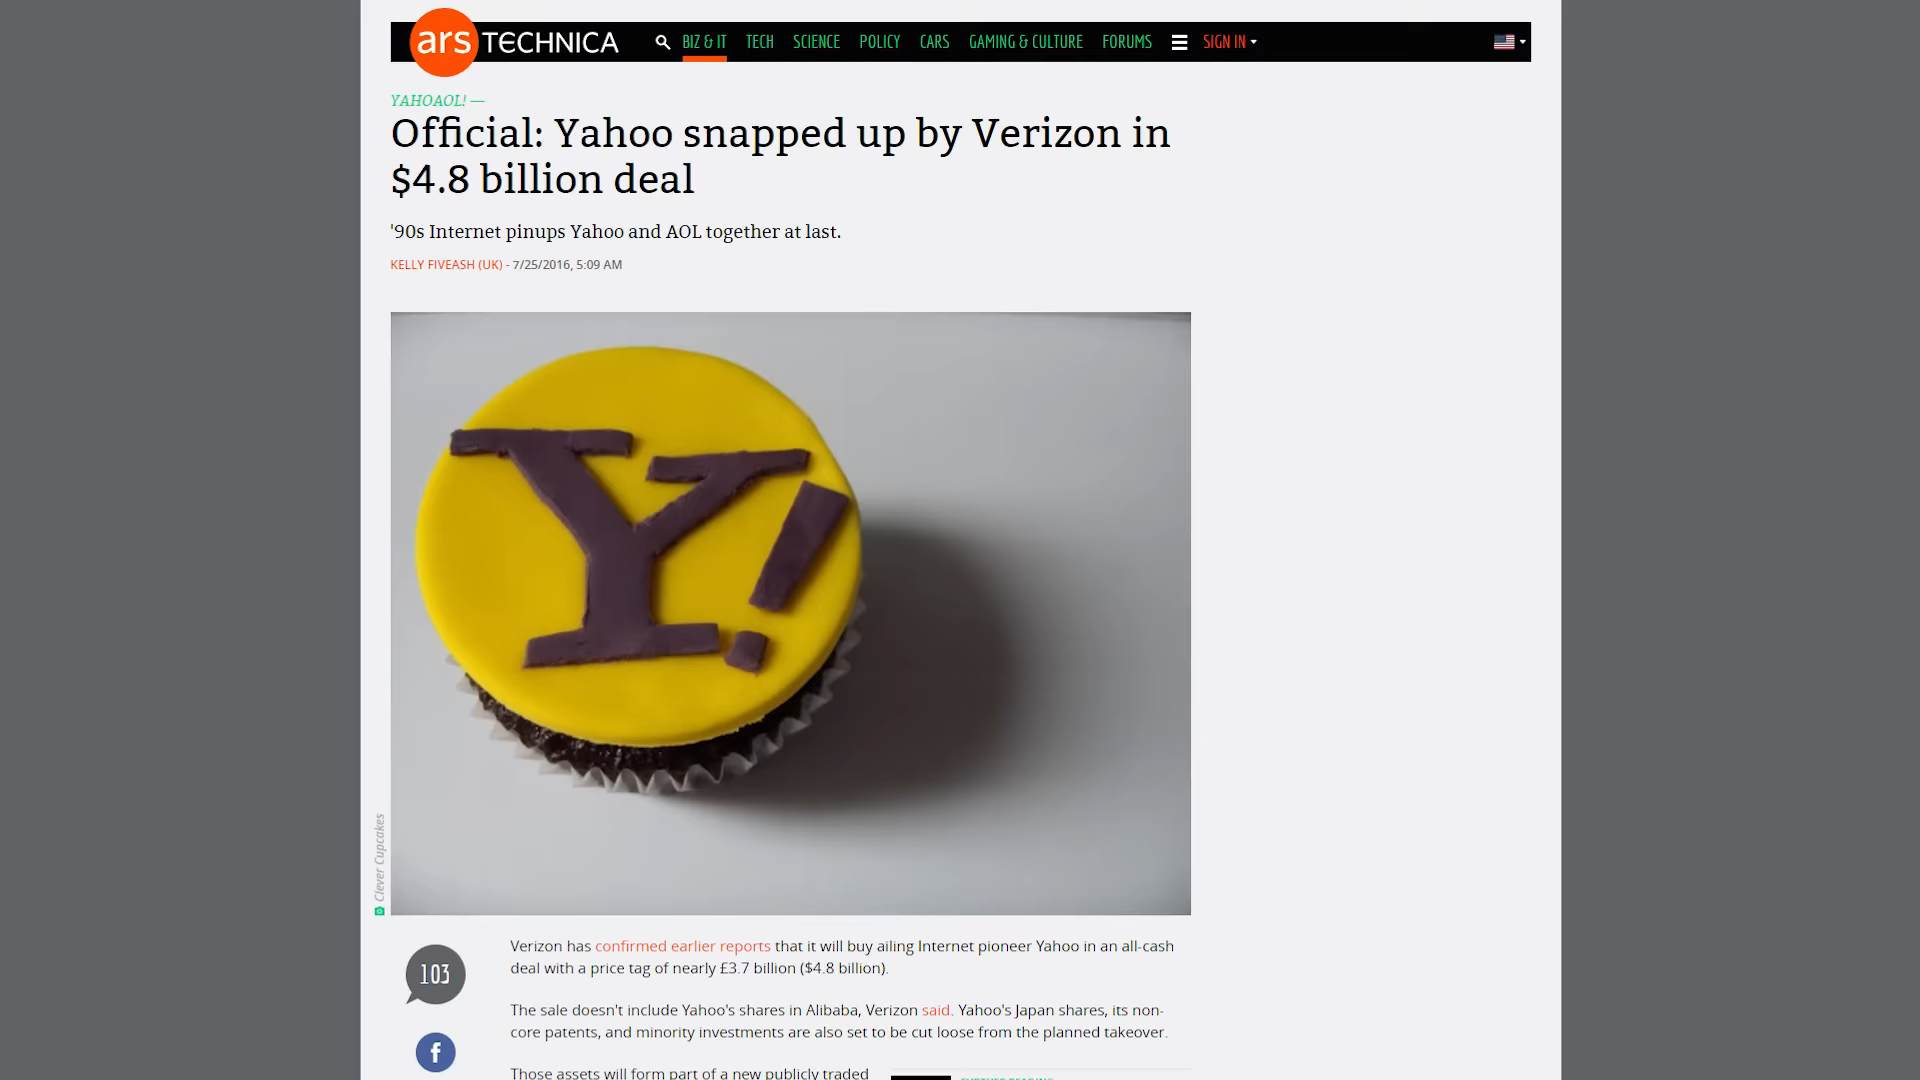 ars TECHNICA BIZ & IT TECH SCIENCE POLICY CARS GAMING & CULTURE FORUMS SIGN IN
YAHOAOL! —
Official: Yahoo snapped up by Verizon in
$4.8 billion deal
'90s Internet pinups Yahoo and AOL together at last.
KELLY FIVEASH (UK) - 7/25/2016, 5:09 AM
Y!
Clever Cupcakes
103
f
Verizon has confirmed earlier reports that it will buy ailing Internet pioneer Yahoo in an all-cash
deal with a price tag of nearly £3.7 billion ($4.8 billion).
The sale doesn't include Yahoo's shares in Alibaba, Verizon said. Yahoo's Japan shares, its non-
core patents, and minority investments are also set to be cut loose from the planned takeover.
Those assets will form part of a new publicly traded